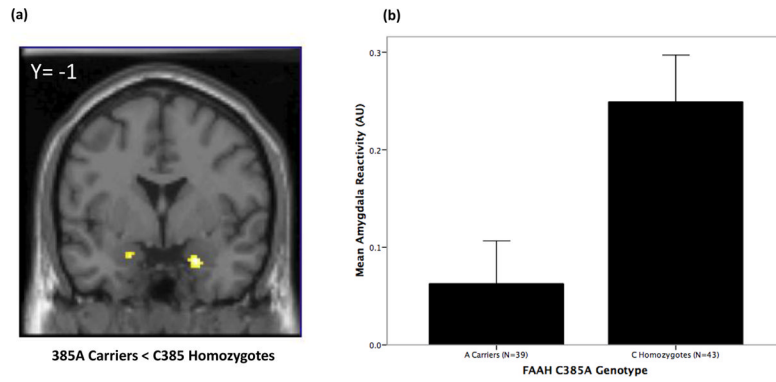 (a)
Y= -1
385A Carriers < C385 Homozygotes
(b)
Mean Amygdala Reactivity (AU)
0.3
0.2
0.1
0.0
A Carriers (N=39)
C Homozygotes (N=43)
FAAH C385A Genotype